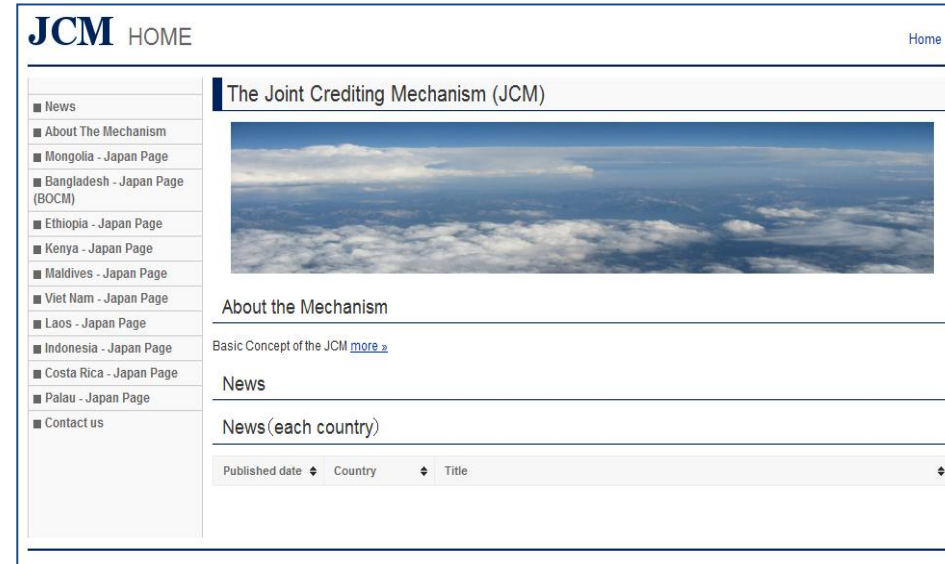 JCM HOME
Home
■ News
■ About The Mechanism
■ Mongolia - Japan Page
■ Bangladesh - Japan Page
(BOCM)
■ Ethiopia - Japan Page
■ Kenya - Japan Page
■ Maldives - Japan Page
■ Viet Nam - Japan Page
■ Laos - Japan Page
■ Indonesia - Japan Page
■ Costa Rica - Japan Page
■ Palau - Japan Page
■ Contact us
The Joint Crediting Mechanism (JCM)
About the Mechanism
Basic Concept of the JCM more »
News
News（each country）
Published date Country Title